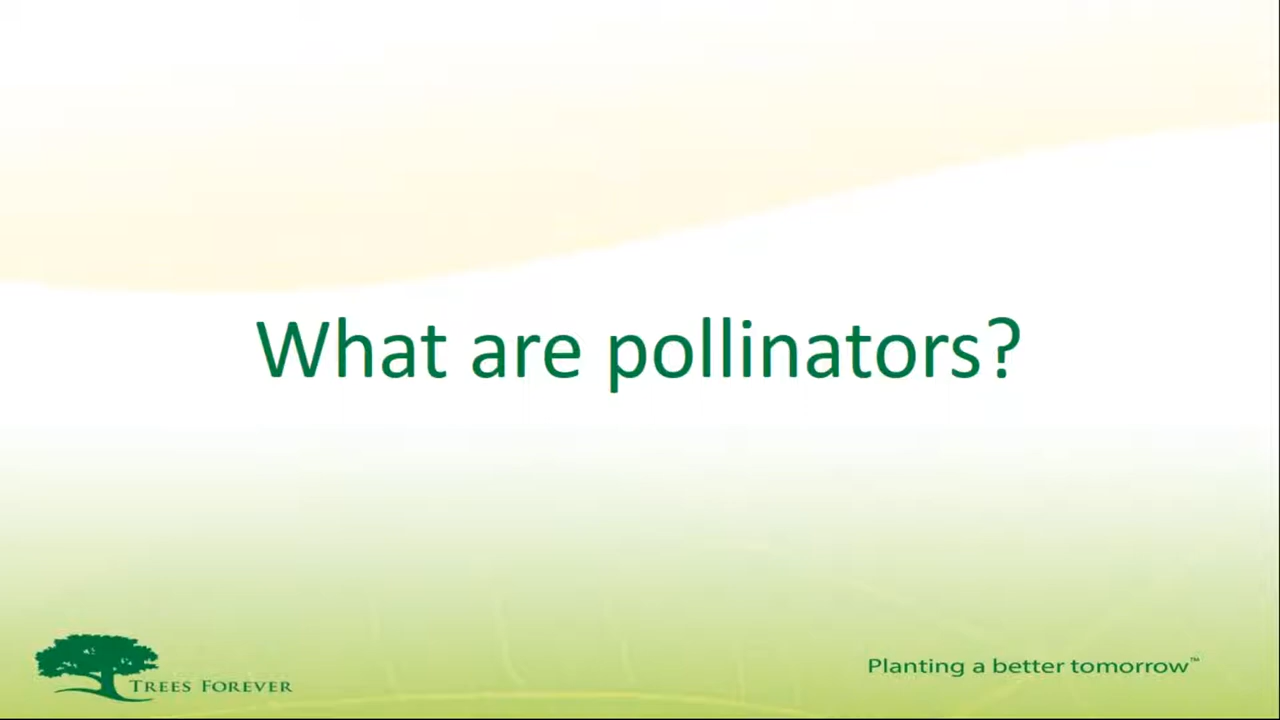 What are pollinators?
TREES FOREVER
Planting a better tomorrow™